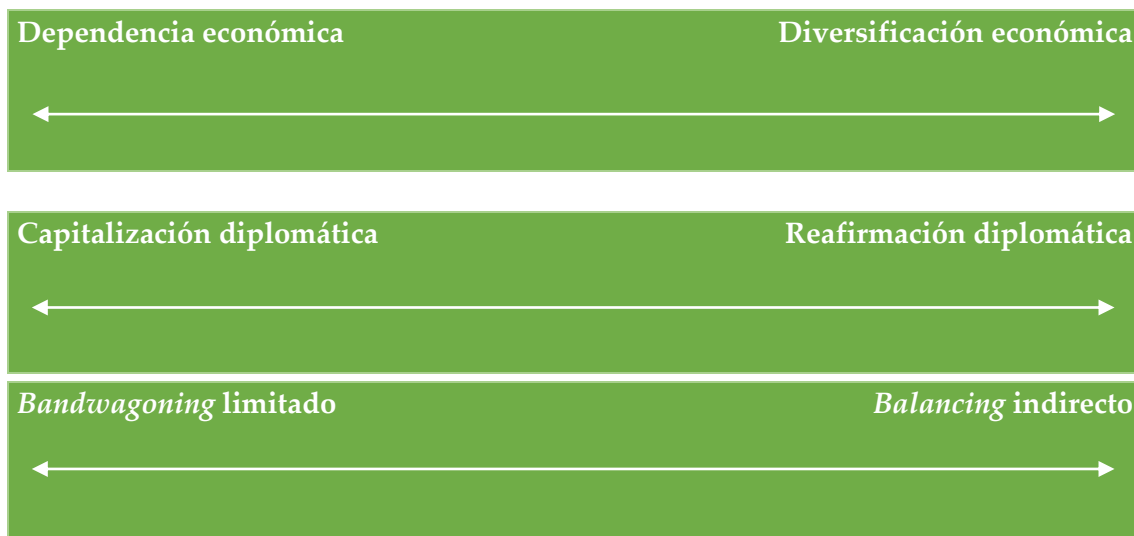 Dependencia económica Diversificación económica
Capitalización diplomática Reafirmación diplomática
Bandwagoning limitado Balancing indirecto